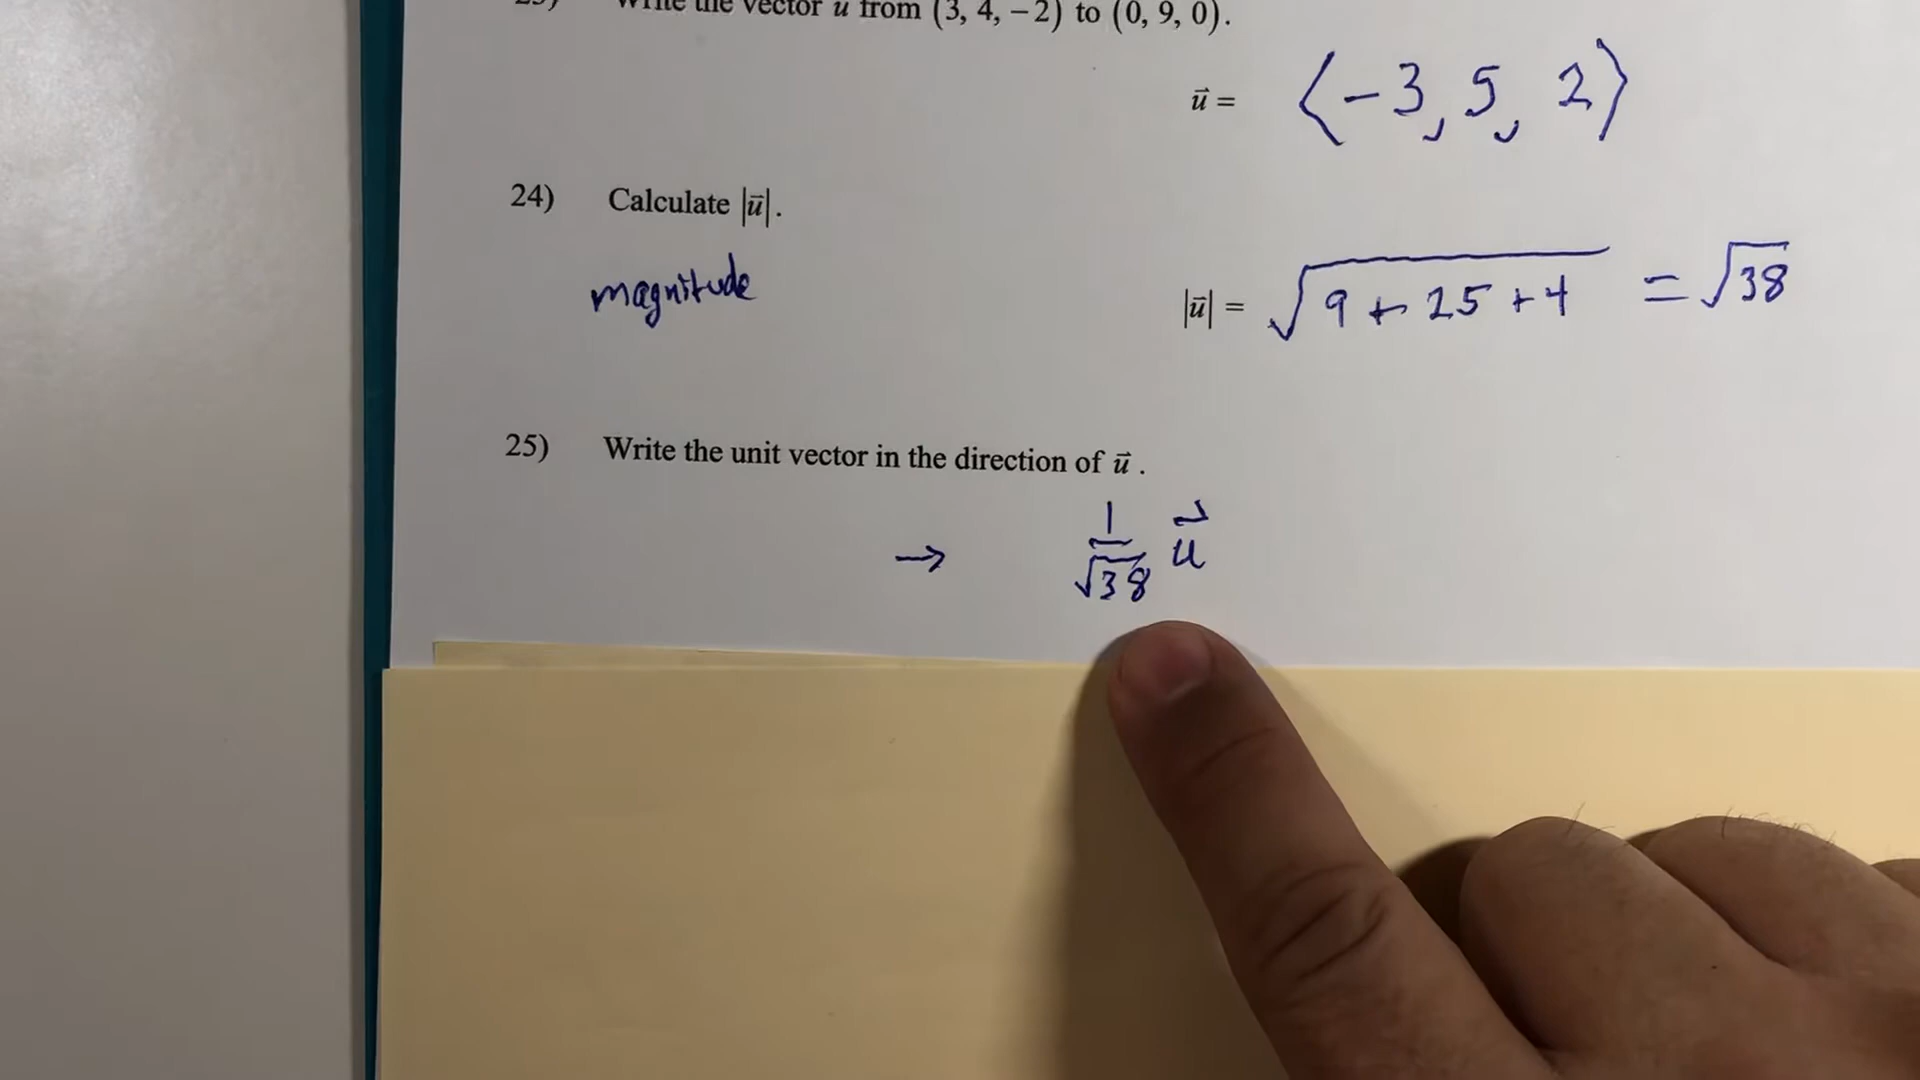 23) Write the vector u from (3, 4, −2) to (0, 9, 0).
u⃗ = ⟨−3, 5, 2⟩
24) Calculate |u⃗|.
magnitude
|u⃗| = √(9 + 25 + 4) = √38
25) Write the unit vector in the direction of u⃗ .
→ 1/√38 u⃗